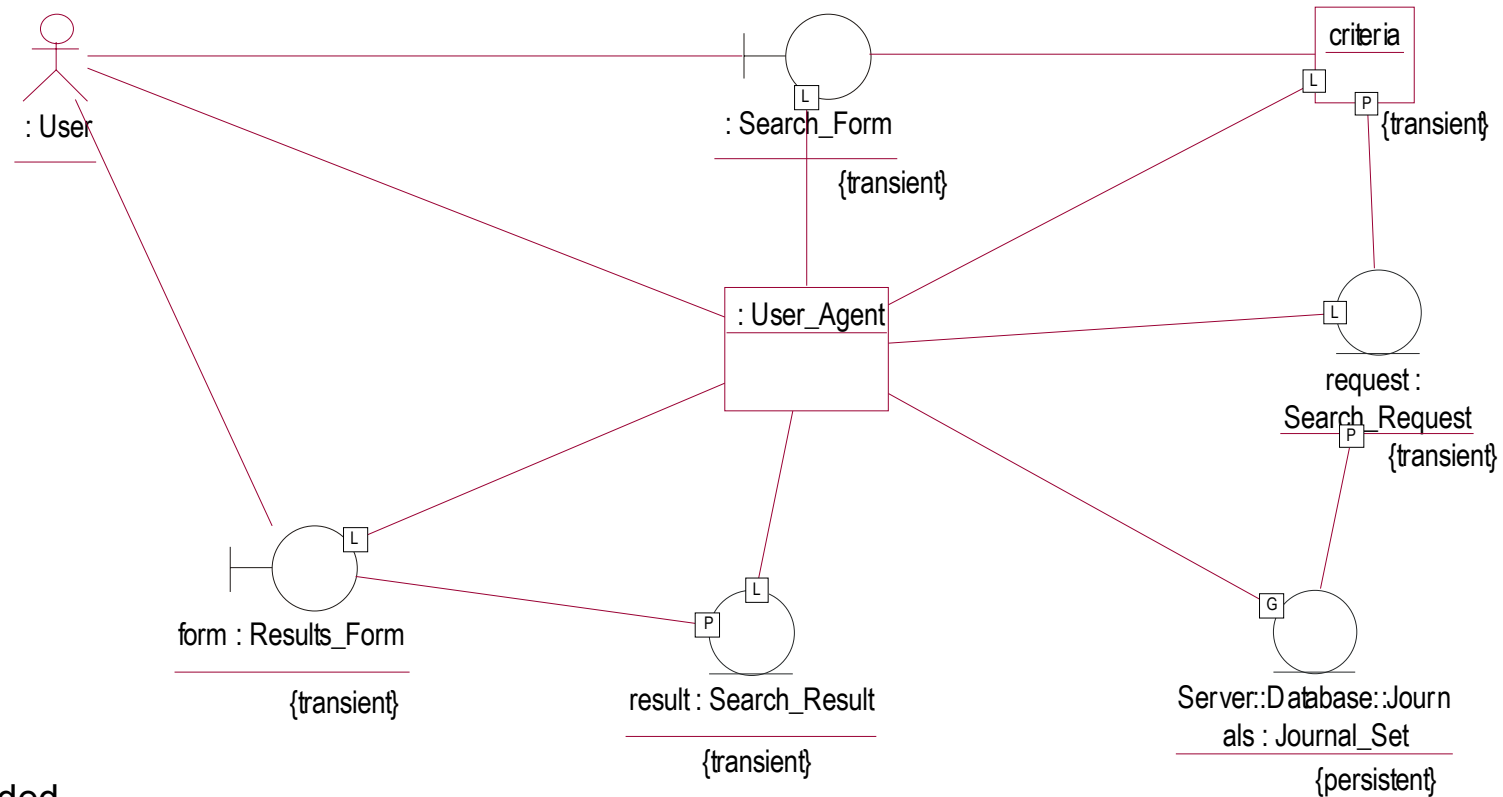 criteria
L
P
{transient}
: User
L
: Search_Form
{transient}
: User_Agent
L
request :
Search_Request
P
{transient}
L
form : Results_Form
{transient}
L
P
result : Search_Result
{transient}
G
Server::Database::Journ
als : Journal_Set
{persistent}